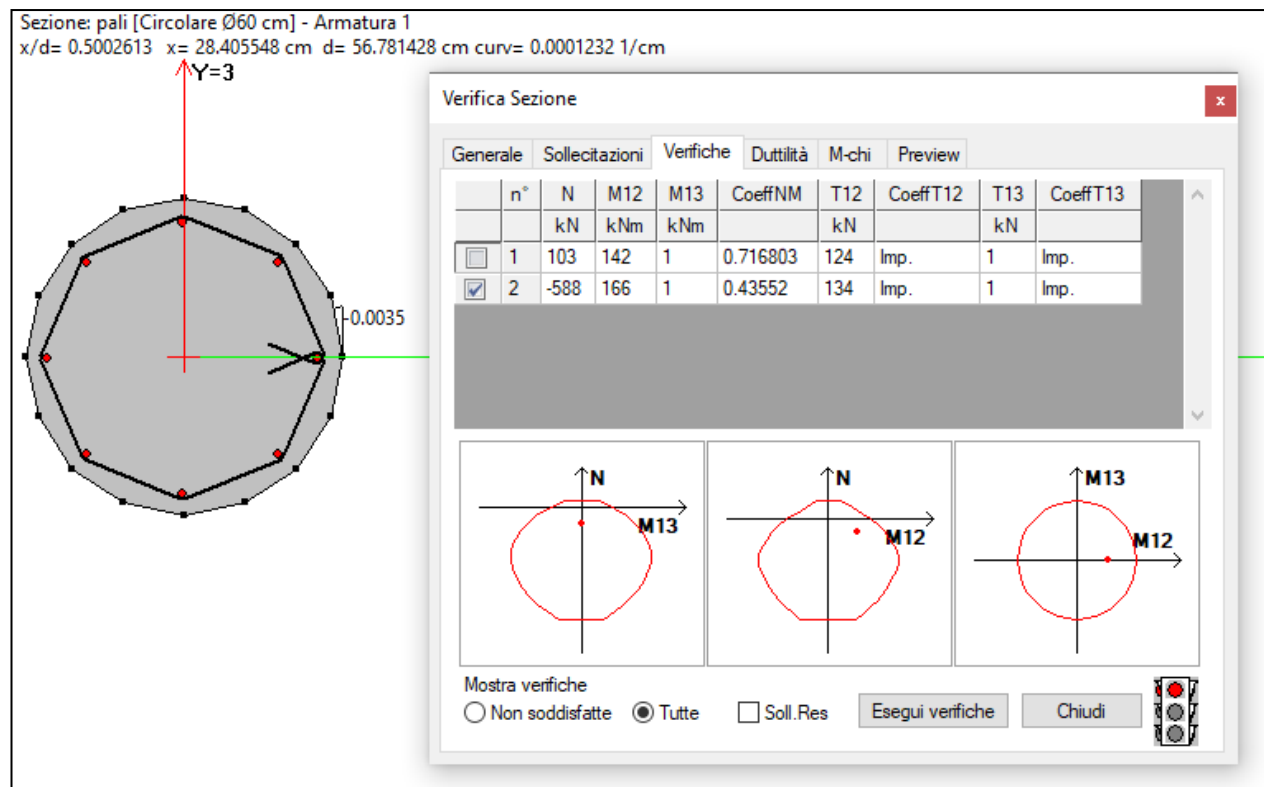 Sezione: pali [Circolare Ø60 cm] - Armatura 1
x/d= 0.5002613 x= 28.405548 cm d= 56.781428 cm curv= 0.0001232 1/cm
Y=3
-0.0035
Verifica Sezione
x
Generale Sollecitazioni Verifiche Duttilità M-chi Preview
n° N M12 M13 CoeffNM T12 CoeffT12 T13 CoeffT13
kN kNm kNm kN kN
1 103 142 1 0.716803 124 Imp. 1 Imp.
2 -588 166 1 0.43552 134 Imp. 1 Imp.
N
M13
N
M12
M13
M12
Mostra verifiche
Non soddisfatte Tutte Soll.Res Esegui verifiche Chiudi